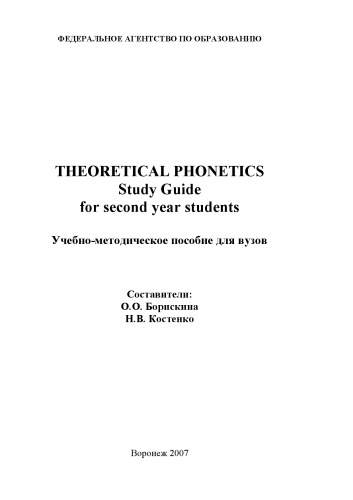 ФЕДЕРАЛЬНОЕ АГЕНТСТВО ПО ОБРАЗОВАНИЮ
THEORETICAL PHONETICS
Study Guide
for second year students
Учебно-методическое пособие для вузов
Составители:
О.О. Борискина
Н.В. Костенко
Воронеж 2007